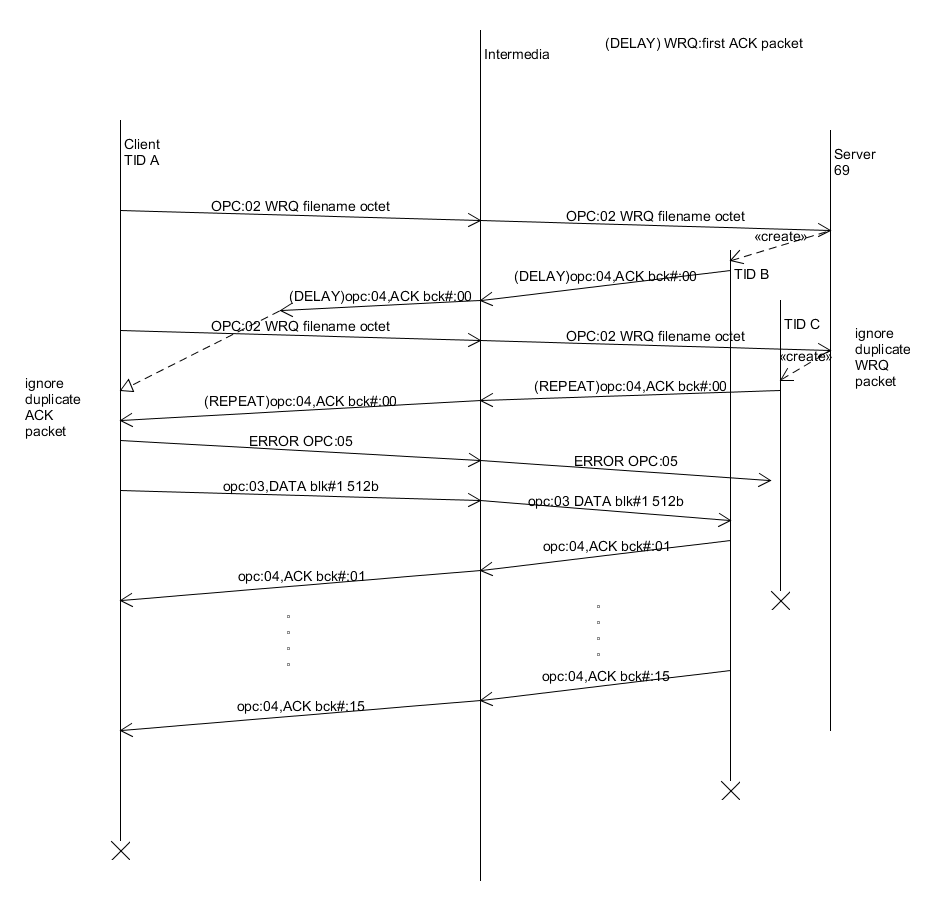 (DELAY) WRQ:first ACK packet
Intermedia
Client
TID A
Server
69
OPC:02 WRQ filename octet
OPC:02 WRQ filename octet
«create»
(DELAY)opc:04,ACK bck#:00
TID B
(DELAY)opc:04,ACK bck#:00
OPC:02 WRQ filename octet
OPC:02 WRQ filename octet
TID C
«create»
ignore
duplicate
WRQ
packet
ignore
duplicate
ACK
packet
(REPEAT)opc:04,ACK bck#:00
(REPEAT)opc:04,ACK bck#:00
ERROR OPC:05
ERROR OPC:05
opc:03,DATA blk#1 512b
opc:03 DATA blk#1 512b
opc:04,ACK bck#:01
opc:04,ACK bck#:01
opc:04,ACK bck#:15
opc:04,ACK bck#:15